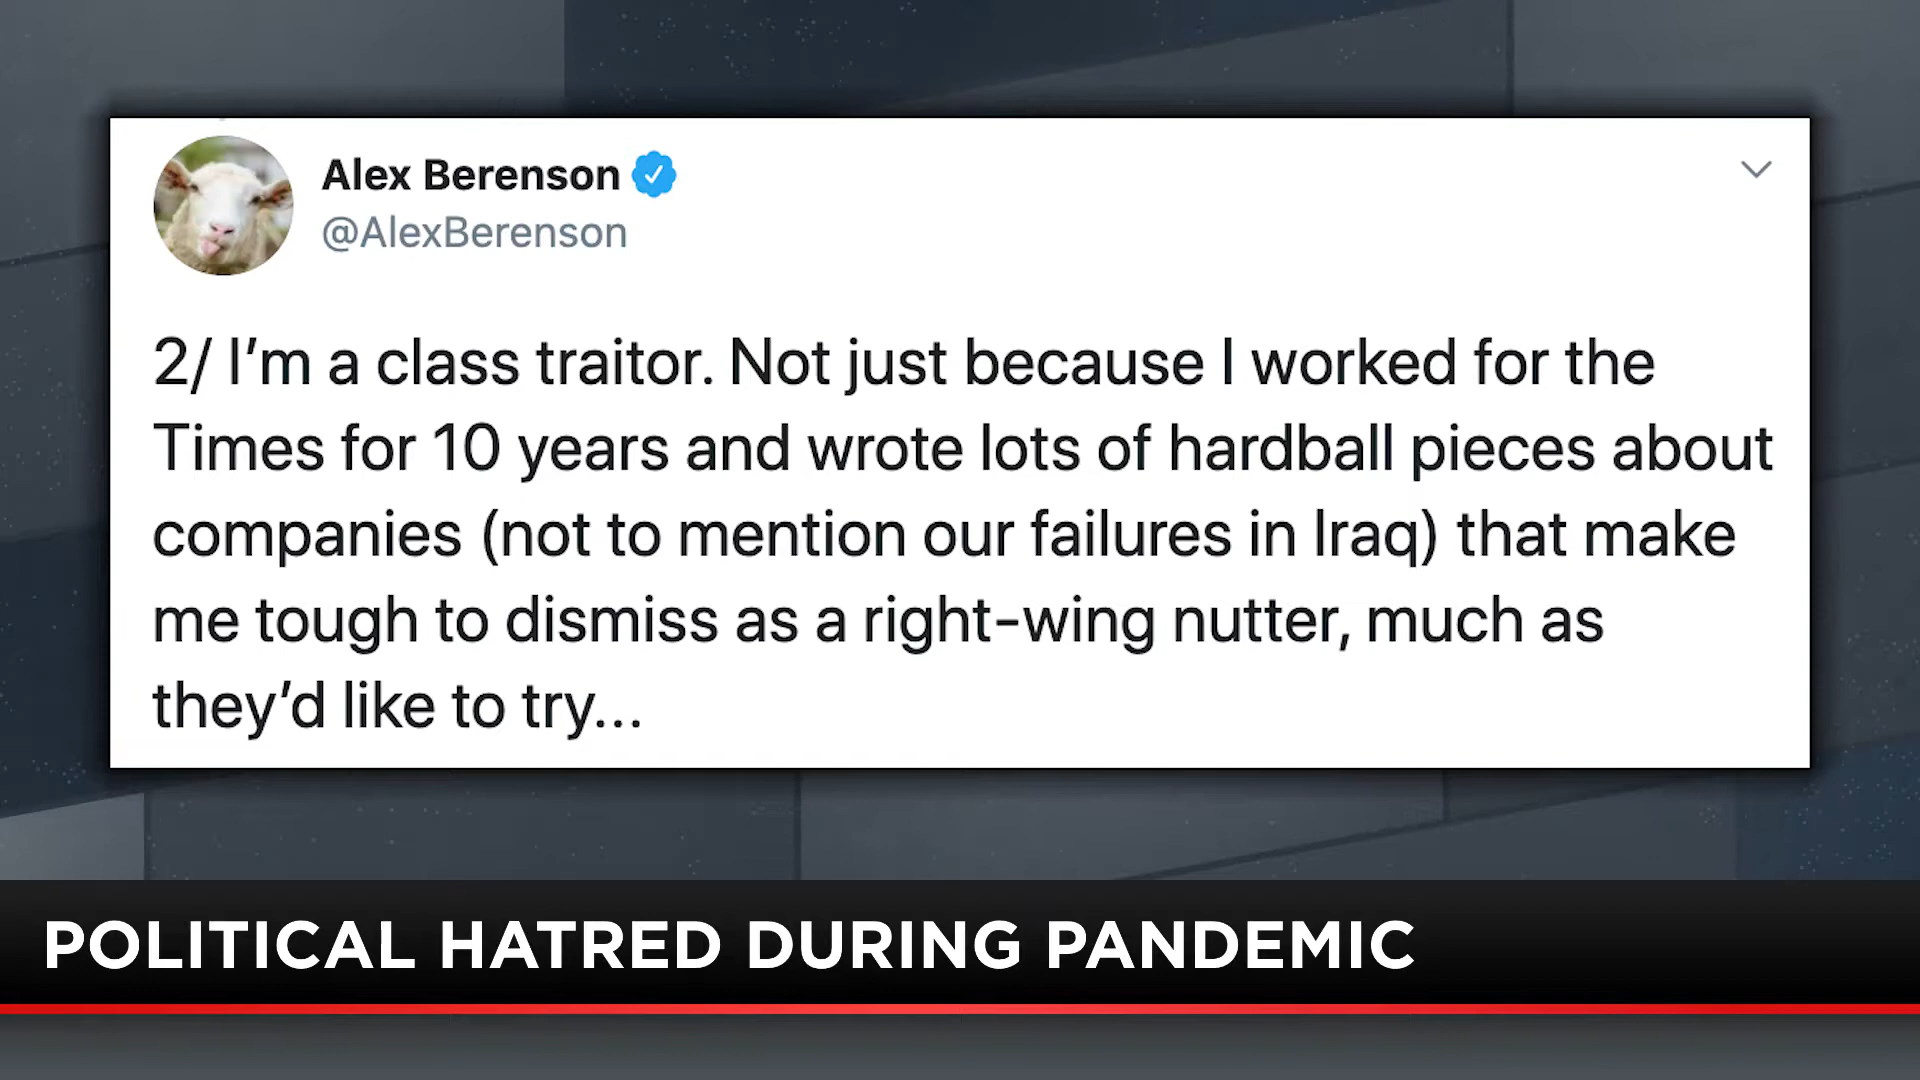 Alex Berenson
@AlexBerenson
2/ I’m a class traitor. Not just because I worked for the
Times for 10 years and wrote lots of hardball pieces about
companies (not to mention our failures in Iraq) that make
me tough to dismiss as a right-wing nutter, much as
they’d like to try...
POLITICAL HATRED DURING PANDEMIC